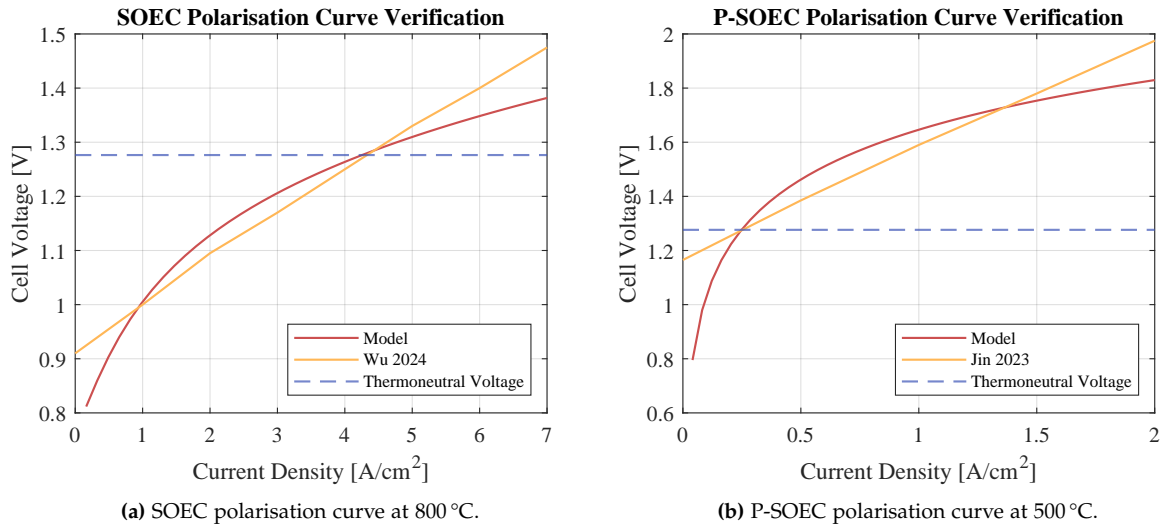 SOEC Polarisation Curve Verification
1.5
1.4
1.3
1.2
1.1
1
0.9
0.8
Cell Voltage [V]
Model
Wu 2024
Thermoneutral Voltage
0 1 2 3 4 5 6 7
Current Density [A/cm²]
(a) SOEC polarisation curve at 800 °C.
P-SOEC Polarisation Curve Verification
2
1.8
1.6
1.4
1.2
1
0.8
0.6
Cell Voltage [V]
Model
Jin 2023
Thermoneutral Voltage
0 0.5 1 1.5 2
Current Density [A/cm²]
(b) P-SOEC polarisation curve at 500 °C.